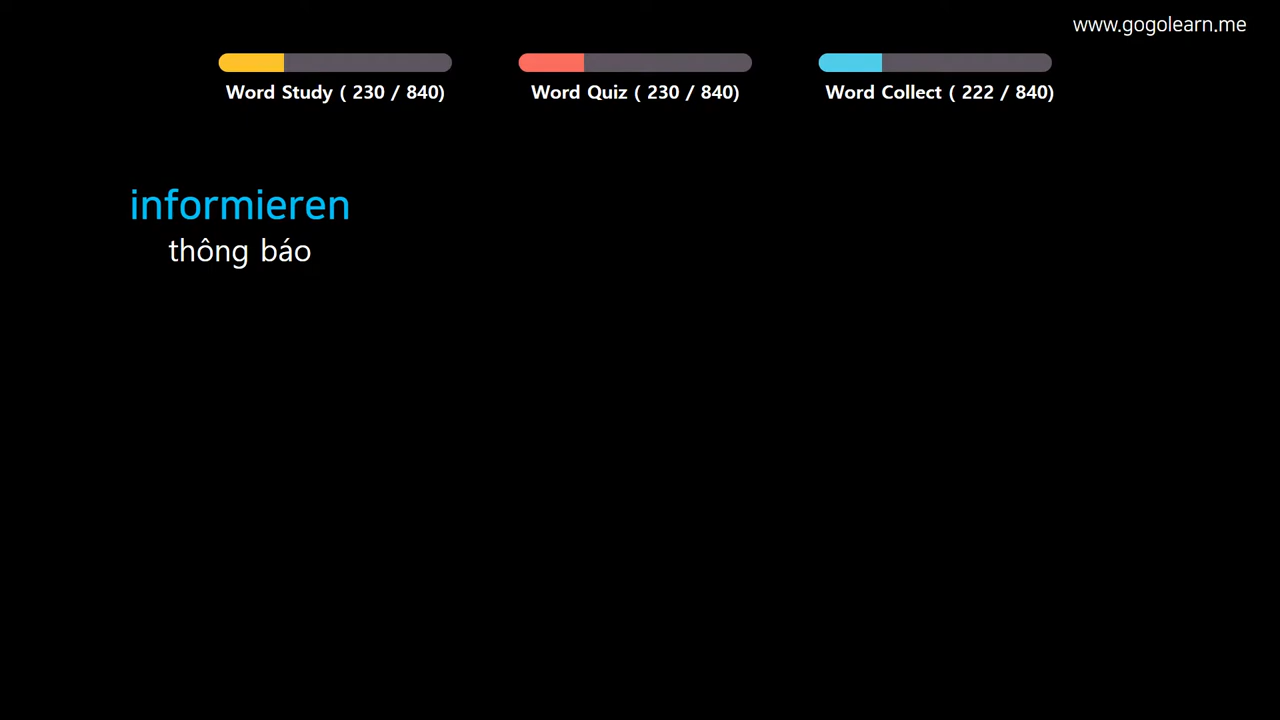 www.gogolearn.me
Word Study ( 230 / 840)
Word Quiz ( 230 / 840)
Word Collect ( 222 / 840)
informieren
thông báo